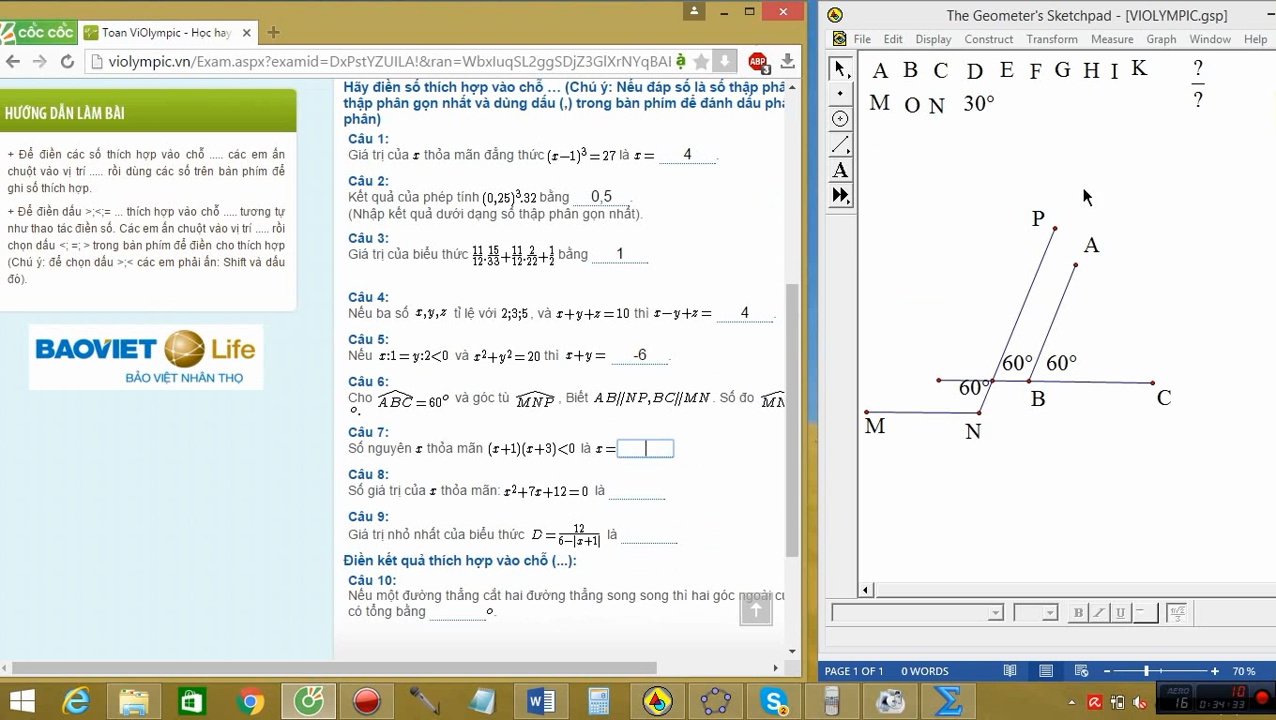 cốc cốc
Toan ViOlympic - Học hay
violympic.vn/Exam.aspx?examid=DxPstYZUILA!&ran=WbxIuqSL2ggSDJZ3GlXrNYqBAI
ABP
3
HƯỚNG DẪN LÀM BÀI
+ Để điền các số thích hợp vào chỗ ..... các em ấn
chuột vào vị trí ..... rồi dùng các số trên bàn phím để
ghi số thích hợp.
+ Để điền dấu >;<;= ... thích hợp vào chỗ ..... tương tự
như thao tác điền số. Các em ấn chuột vào vị trí ..... rồi
chọn dấu <; =; > trong bàn phím để điền cho thích hợp
(Chú ý: để chọn dấu >;< các em phải ấn: Shift và dấu
đó).
BAOVIET Life
BẢO VIỆT NHÂN THỌ
Hãy điền số thích hợp vào chỗ ... (Chú ý: Nếu đáp số là số thập phâ
thập phân gọn nhất và dùng dấu (,) trong bàn phím để đánh dấu phẩ
phân)
Câu 1:
Giá trị của x thỏa mãn đẳng thức (x-1)³=27 là x= 4 .
Câu 2:
Kết quả của phép tính (0,25)³.32 bằng 0,5 .
(Nhập kết quả dưới dạng số thập phân gọn nhất).
Câu 3:
Giá trị của biểu thức 11/12.15/33+11/12.2/22+1/2 bằng 1
Câu 4:
Nếu ba số x,y,z tỉ lệ với 2;3;5, và x+y+z=10 thì x-y+z= 4 .
Câu 5:
Nếu x:1=y:2<0 và x²+y²=20 thì x+y= -6 .
Câu 6:
Cho ABC=60° và góc tù MNP. Biết AB//NP,BC//MN. Số đo MN
°.
Câu 7:
Số nguyên x thỏa mãn (x+1)(x+3)<0 là x=
Câu 8:
Số giá trị của x thỏa mãn: x²+7x+12=0 là
Câu 9:
Giá trị nhỏ nhất của biểu thức D=12/6-|x+1| là
Điền kết quả thích hợp vào chỗ (...):
Câu 10:
Nếu một đường thẳng cắt hai đường thẳng song song thì hai góc ngoài cù
có tổng bằng °.
The Geometer's Sketchpad - [VIOLYMPIC.gsp]
File Edit Display Construct Transform Measure Graph Window Help
A B C D E F G H I K ?
M O N 30° ?
A
P
A
60° 60°
60°
B C
M N
B I U
PAGE 1 OF 1 0 WORDS 70 %
AERO 10
16 0:34:33